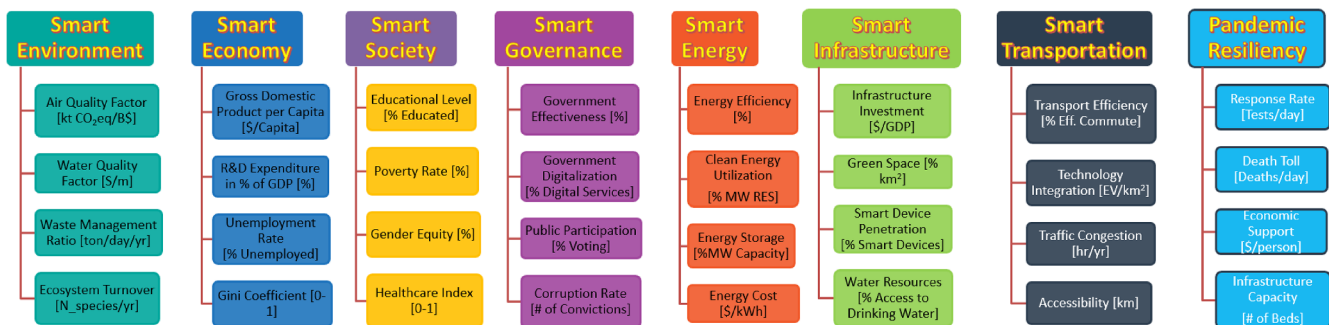 Smart
Environment
Air Quality Factor
[kt CO₂eq/B$]
Water Quality
Factor [S/m]
Waste Management
Ratio [ton/day/yr]
Ecosystem Turnover
[N_species/yr]
Smart
Economy
Gross Domestic
Product per Capita
[$/Capita]
R&D Expenditure
in % of GDP [%]
Unemployment
Rate
[% Unemployed]
Gini Coefficient [0-
1]
Smart
Society
Educational Level
[% Educated]
Poverty Rate [%]
Gender Equity [%]
Healthcare Index
[0-1]
Smart
Governance
Government
Effectiveness [%]
Government
Digitalization
[% Digital Services]
Public Participation
[% Voting]
Corruption Rate
[# of Convictions]
Smart
Energy
Energy Efficiency
[%]
Clean Energy
Utilization
[% MW RES]
Energy Storage
[%MW Capacity]
Energy Cost
[$/kWh]
Smart
Infrastructure
Infrastructure
Investment
[$/GDP]
Green Space [%
km²]
Smart Device
Penetration
[% Smart Devices]
Water Resources
[% Access to
Drinking Water]
Smart
Transportation
Transport Efficiency
[% Eff. Commute]
Technology
Integration [EV/km²]
Traffic Congestion
[hr/yr]
Accessibility [km]
Pandemic
Resiliency
Response Rate
[Tests/day]
Death Toll
[Deaths/day]
Economic
Support
[$/person]
Infrastructure
Capacity
[# of Beds]